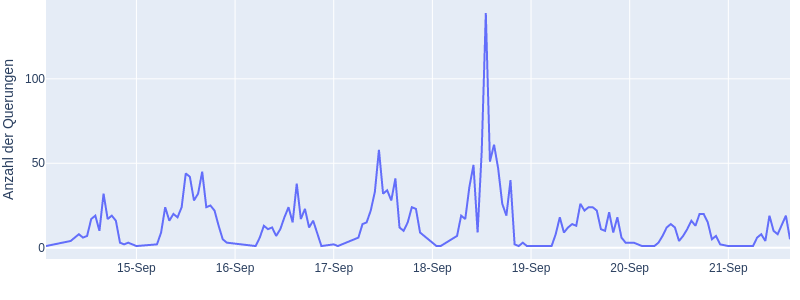 Anzahl der Querungen
100
50
0
15-Sep
16-Sep
17-Sep
18-Sep
19-Sep
20-Sep
21-Sep